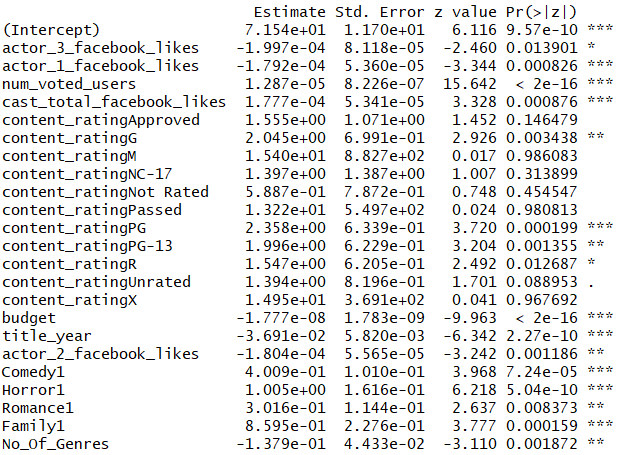 Estimate Std. Error z value Pr(>|z|)
(Intercept) 7.154e+01 1.170e+01 6.116 9.57e-10 ***
actor_3_facebook_likes -1.997e-04 8.118e-05 -2.460 0.013901 *
actor_1_facebook_likes -1.792e-04 5.360e-05 -3.344 0.000826 ***
num_voted_users 1.287e-05 8.226e-07 15.642 < 2e-16 ***
cast_total_facebook_likes 1.777e-04 5.341e-05 3.328 0.000876 ***
content_ratingApproved 1.555e+00 1.071e+00 1.452 0.146479
content_ratingG 2.045e+00 6.991e-01 2.926 0.003438 **
content_ratingM 1.540e+01 8.827e+02 0.017 0.986083
content_ratingNC-17 1.397e+00 1.387e+00 1.007 0.313899
content_ratingNot Rated 5.887e-01 7.872e-01 0.748 0.454547
content_ratingPassed 1.322e+01 5.497e+02 0.024 0.980813
content_ratingPG 2.358e+00 6.339e-01 3.720 0.000199 ***
content_ratingPG-13 1.996e+00 6.229e-01 3.204 0.001355 **
content_ratingR 1.547e+00 6.205e-01 2.492 0.012687 *
content_ratingUnrated 1.394e+00 8.196e-01 1.701 0.088953 .
content_ratingX 1.495e+01 3.691e+02 0.041 0.967692
budget -1.777e-08 1.783e-09 -9.963 < 2e-16 ***
title_year -3.691e-02 5.820e-03 -6.342 2.27e-10 ***
actor_2_facebook_likes -1.804e-04 5.565e-05 -3.242 0.001186 **
Comedy1 4.009e-01 1.010e-01 3.968 7.24e-05 ***
Horror1 1.005e+00 1.616e-01 6.218 5.04e-10 ***
Romance1 3.016e-01 1.144e-01 2.637 0.008373 **
Family1 8.595e-01 2.276e-01 3.777 0.000159 ***
No_Of_Genres -1.379e-01 4.433e-02 -3.110 0.001872 **